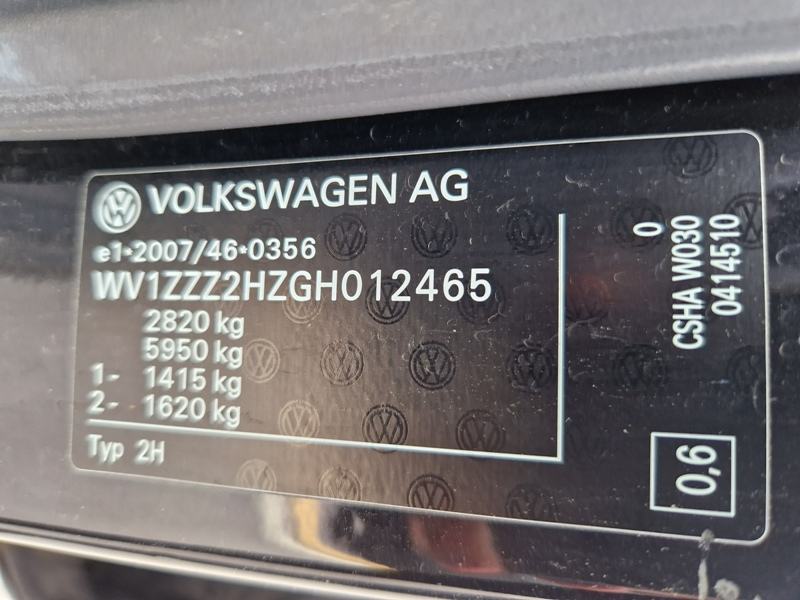 VOLKSWAGEN AG
e1*2007/46*0356
WV1ZZZ2HZGH012465
2820 kg
5950 kg
1- 1415 kg
2- 1620 kg
Typ 2H
0
CSHA W030
0414510
0,6